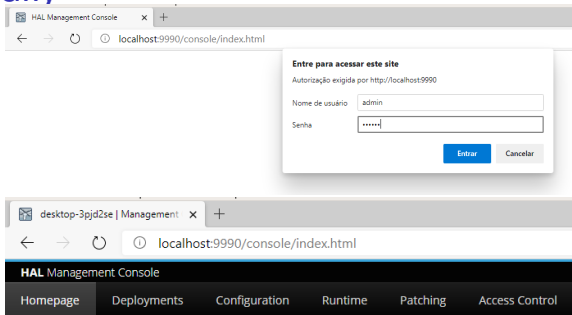 HAL Management Console
localhost:9990/console/index.html
Entre para acessar este site
Autorização exigida por http://localhost:9990
Nome de usuário admin
Senha ••••••
Entrar Cancelar
desktop-3pjd2se | Management
localhost:9990/console/index.html
HAL Management Console
Homepage Deployments Configuration Runtime Patching Access Control